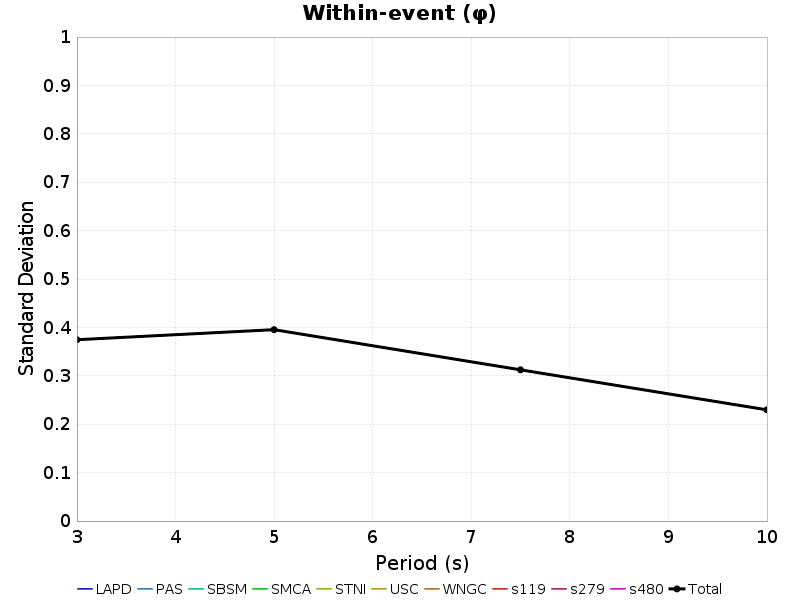 Within-event (φ)
1
0.9
0.8
0.7
0.6
0.5
0.4
0.3
0.2
0.1
0
Standard Deviation
3 4 5 6 7 8 9 10
Period (s)
LAPD PAS SBSM SMCA STNI USC WNGC s119 s279 s480 Total